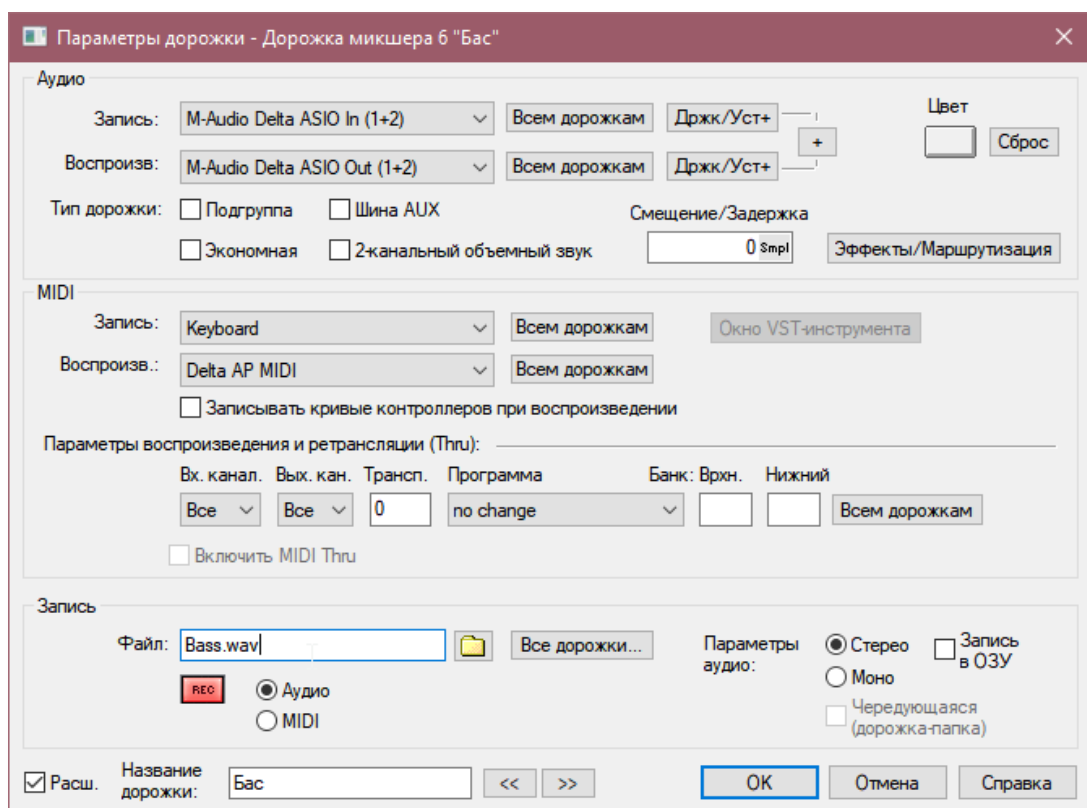 Параметры дорожки - Дорожка микшера 6 "Бас"
Аудио
Запись: M-Audio Delta ASIO In (1+2) Всем дорожкам Држк/Уст+ + Цвет Сброс
Воспроизв: M-Audio Delta ASIO Out (1+2) Всем дорожкам Држк/Уст+
Тип дорожки: Подгруппа Шина AUX Смещение/Задержка
Экономная 2-канальный объемный звук 0 Smpl Эффекты/Маршрутизация
MIDI
Запись: Keyboard Всем дорожкам Окно VST-инструмента
Воспроизв.: Delta AP MIDI Всем дорожкам
Записывать кривые контроллеров при воспроизведении
Параметры воспроизведения и ретрансляции (Thru):
Вх. канал. Вых. кан. Трансп. Программа Банк: Врхн. Нижний
Все Все 0 no change Всем дорожкам
Включить MIDI Thru
Запись
Файл: Bass.wav Все дорожки... Параметры аудио: Стерео Запись в ОЗУ
REC Аудио Моно
MIDI Чередующаяся (дорожка-папка)
Расш. Название дорожки: Бас << >> OK Отмена Справка